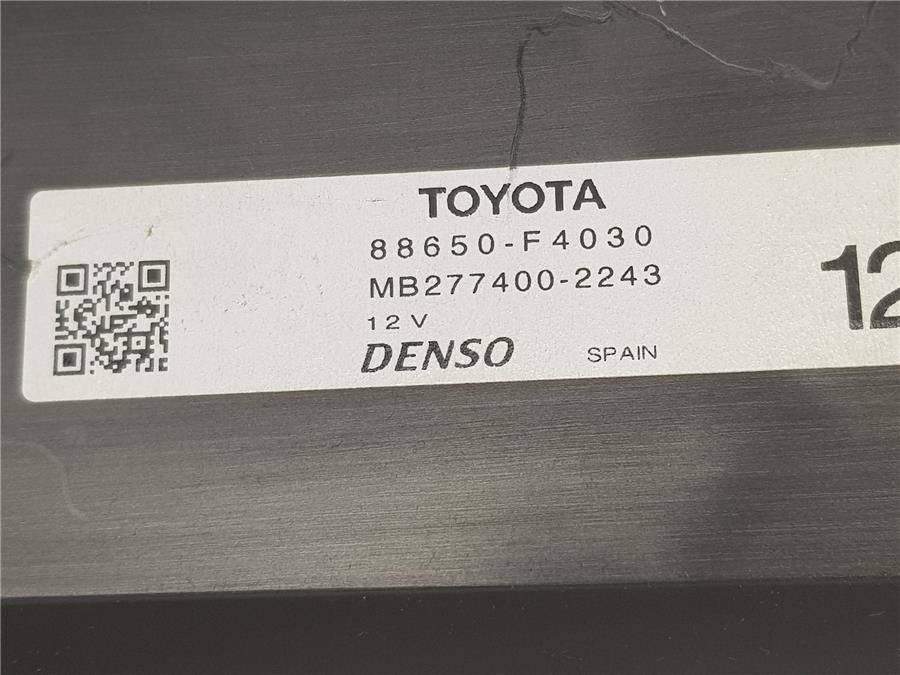 TOYOTA
88650-F4030
MB277400-2243
12V
DENSO SPAIN
12